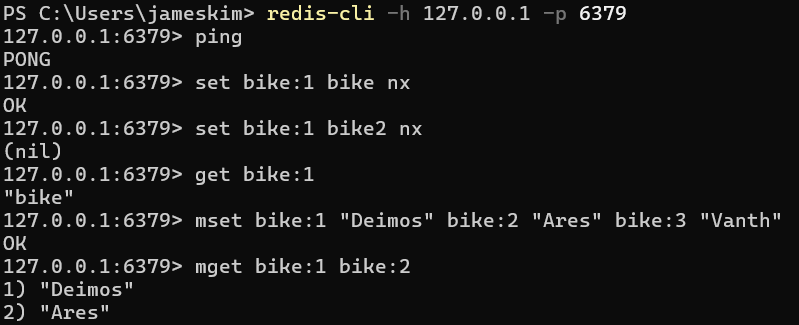 PS C:\Users\jameskim> redis-cli -h 127.0.0.1 -p 6379
127.0.0.1:6379> ping
PONG
127.0.0.1:6379> set bike:1 bike nx
OK
127.0.0.1:6379> set bike:1 bike2 nx
(nil)
127.0.0.1:6379> get bike:1
"bike"
127.0.0.1:6379> mset bike:1 "Deimos" bike:2 "Ares" bike:3 "Vanth"
OK
127.0.0.1:6379> mget bike:1 bike:2
1) "Deimos"
2) "Ares"